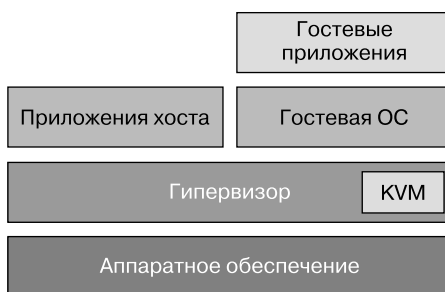 Гостевые
приложения
Приложения хоста
Гостевая ОС
Гипервизор
KVM
Аппаратное обеспечение